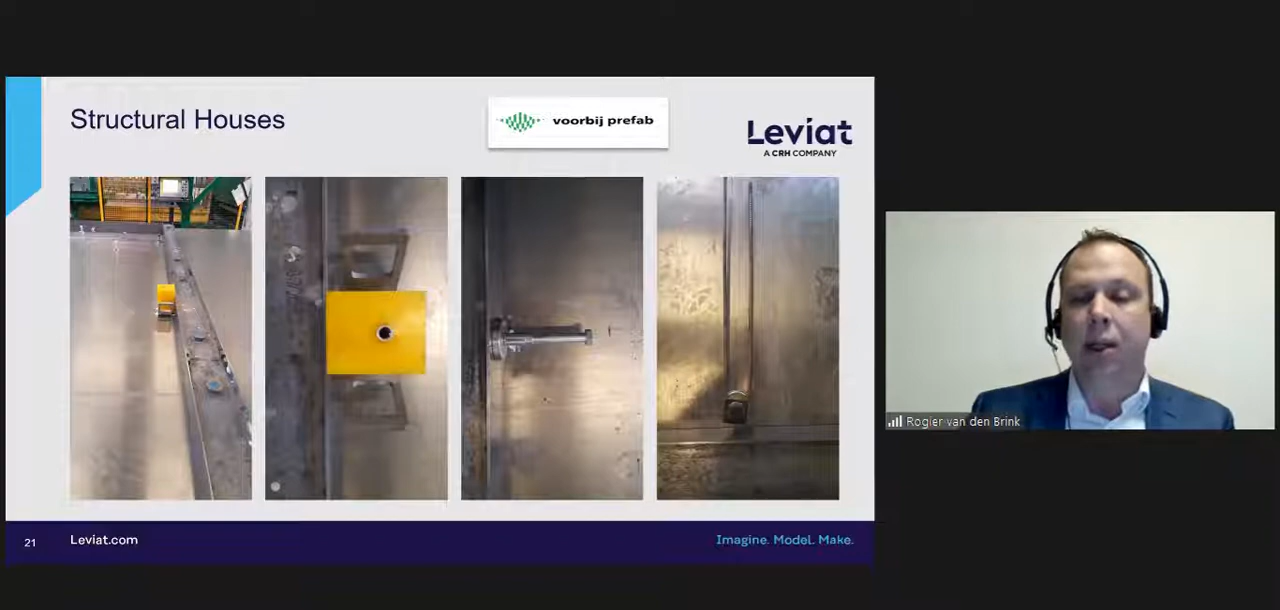 Structural Houses
voorbij prefab
Leviat
A CRH COMPANY
21
Leviat.com
Imagine. Model. Make.
Rogier van den Brink